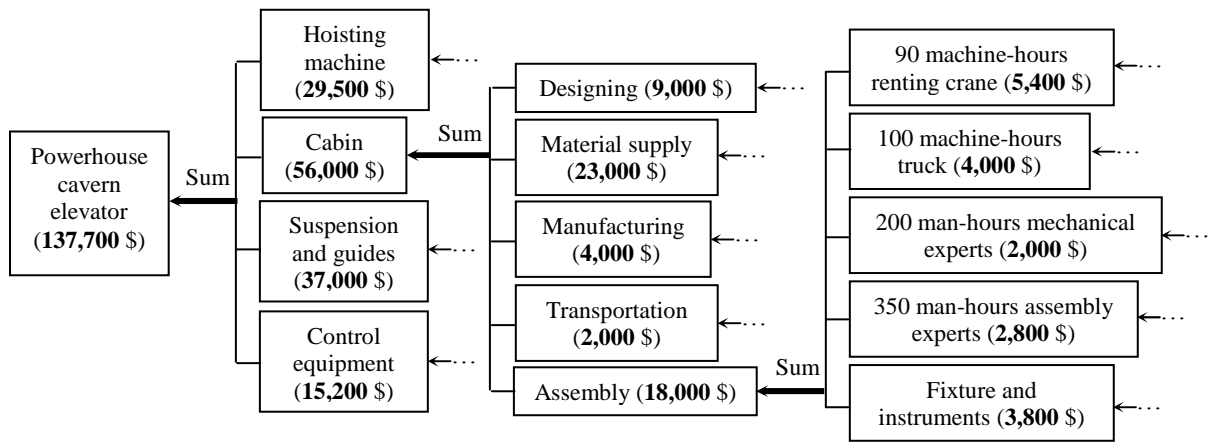 Powerhouse
cavern
elevator
(137,700 $)
Sum
Hoisting
machine
(29,500 $)
...
Cabin
(56,000 $)
Suspension
and guides
(37,000 $)
...
Control
equipment
(15,200 $)
...
Sum
Designing (9,000 $)
...
Material supply
(23,000 $)
...
Manufacturing
(4,000 $)
...
Transportation
(2,000 $)
...
Assembly (18,000 $)
Sum
90 machine-hours
renting crane (5,400 $)
...
100 machine-hours
truck (4,000 $)
...
200 man-hours mechanical
experts (2,000 $)
...
350 man-hours assembly
experts (2,800 $)
...
Fixture and
instruments (3,800 $)
...